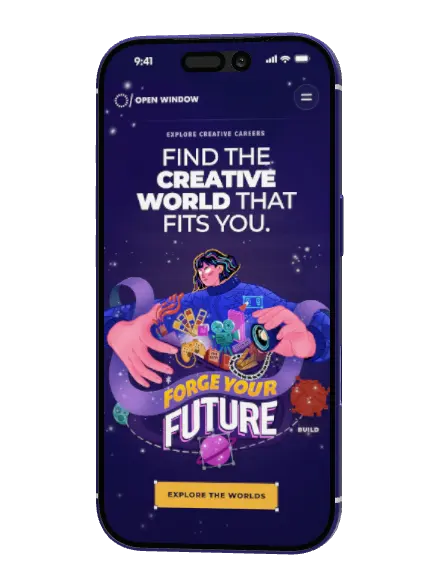 9:41
OPEN WINDOW
EXPLORE CREATIVE CAREERS
FIND THE
CREATIVE
WORLD THAT
FITS YOU.
FORGE YOUR
FUTURE
BUILD
EXPLORE THE WORLDS